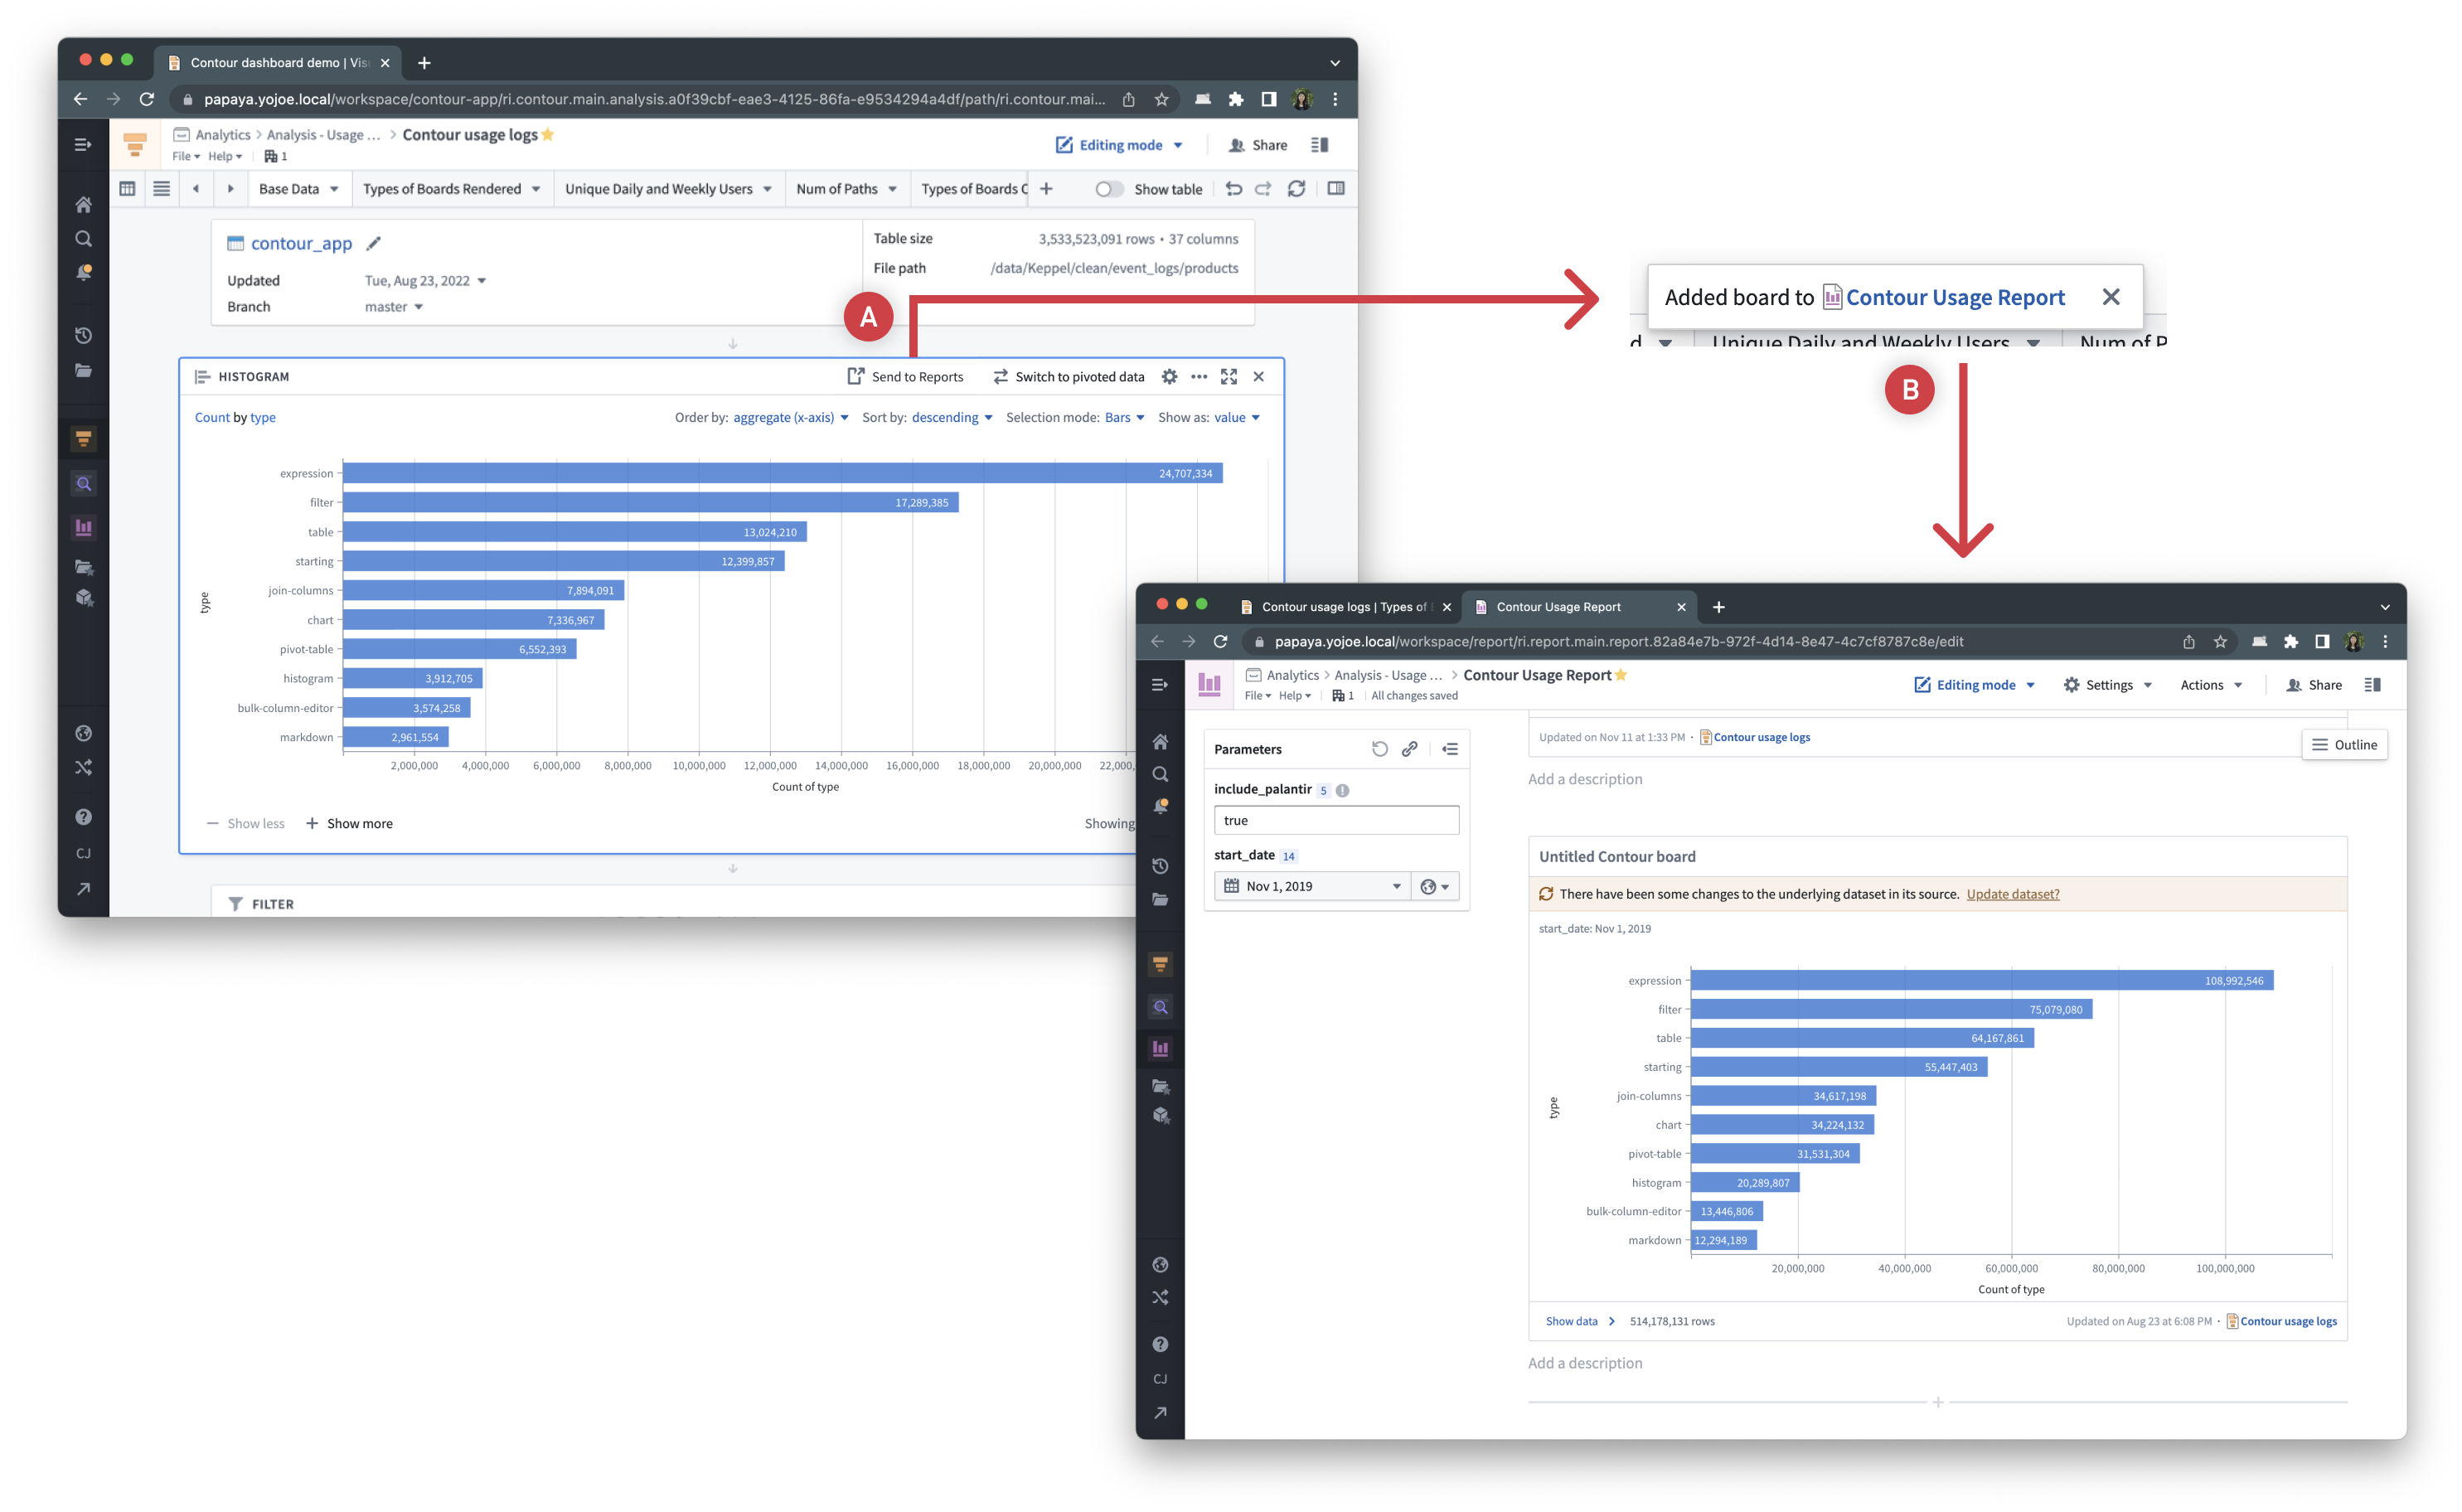 Contour dashboard demo | Vis
papaya.yojoe.local/workspace/contour-app/ri.contour.main.analysis.a0f39cbf-eae3-4125-86fa-e9534294a4df/path/ri.contour.mai...
Analytics > Analysis - Usage ... > Contour usage logs
File Help 1
Editing mode Share
Base Data Types of Boards Rendered Unique Daily and Weekly Users Num of Paths Types of Boards C Show table
contour_app
Updated Tue, Aug 23, 2022
Branch master
Table size 3,533,523,091 rows • 37 columns
File path /data/Keppel/clean/event_logs/products
A
HISTOGRAM Send to Reports Switch to pivoted data
Count by type Order by: aggregate (x-axis) Sort by: descending Selection mode: Bars Show as: value
expression 24,707,334
filter 17,289,385
table 13,024,210
starting 12,399,857
join-columns 7,894,091
chart 7,336,967
pivot-table 6,552,393
histogram 3,912,705
bulk-column-editor 3,574,258
markdown 2,961,554
type
2,000,000 4,000,000 6,000,000 8,000,000 10,000,000 12,000,000 14,000,000 16,000,000 18,000,000 20,000,000 22,000,
Count of type
Show less + Show more Showing
FILTER
CJ
Added board to Contour Usage Report
Unique Daily and Weekly Users Num of P
B
Contour usage logs | Types of Contour Usage Report
papaya.yojoe.local/workspace/report/ri.report.main.report.82a84e7b-972f-4d14-8e47-4c7cf8787c8e/edit
Analytics > Analysis - Usage ... > Contour Usage Report
File Help 1 All changes saved
Editing mode Settings Actions Share
Parameters
include_palantir 5
true
start_date 14
Nov 1, 2019
Updated on Nov 11 at 1:33 PM · Contour usage logs
Outline
Add a description
Untitled Contour board
There have been some changes to the underlying dataset in its source. Update dataset?
start_date: Nov 1, 2019
expression 108,992,546
filter 75,079,080
table 64,167,861
starting 55,447,403
join-columns 34,617,198
chart 34,224,132
pivot-table 31,531,304
histogram 20,289,807
bulk-column-editor 13,446,806
markdown 12,294,189
type
20,000,000 40,000,000 60,000,000 80,000,000 100,000,000
Count of type
Show data > 514,178,131 rows Updated on Aug 23 at 6:08 PM · Contour usage logs
Add a description
CJ